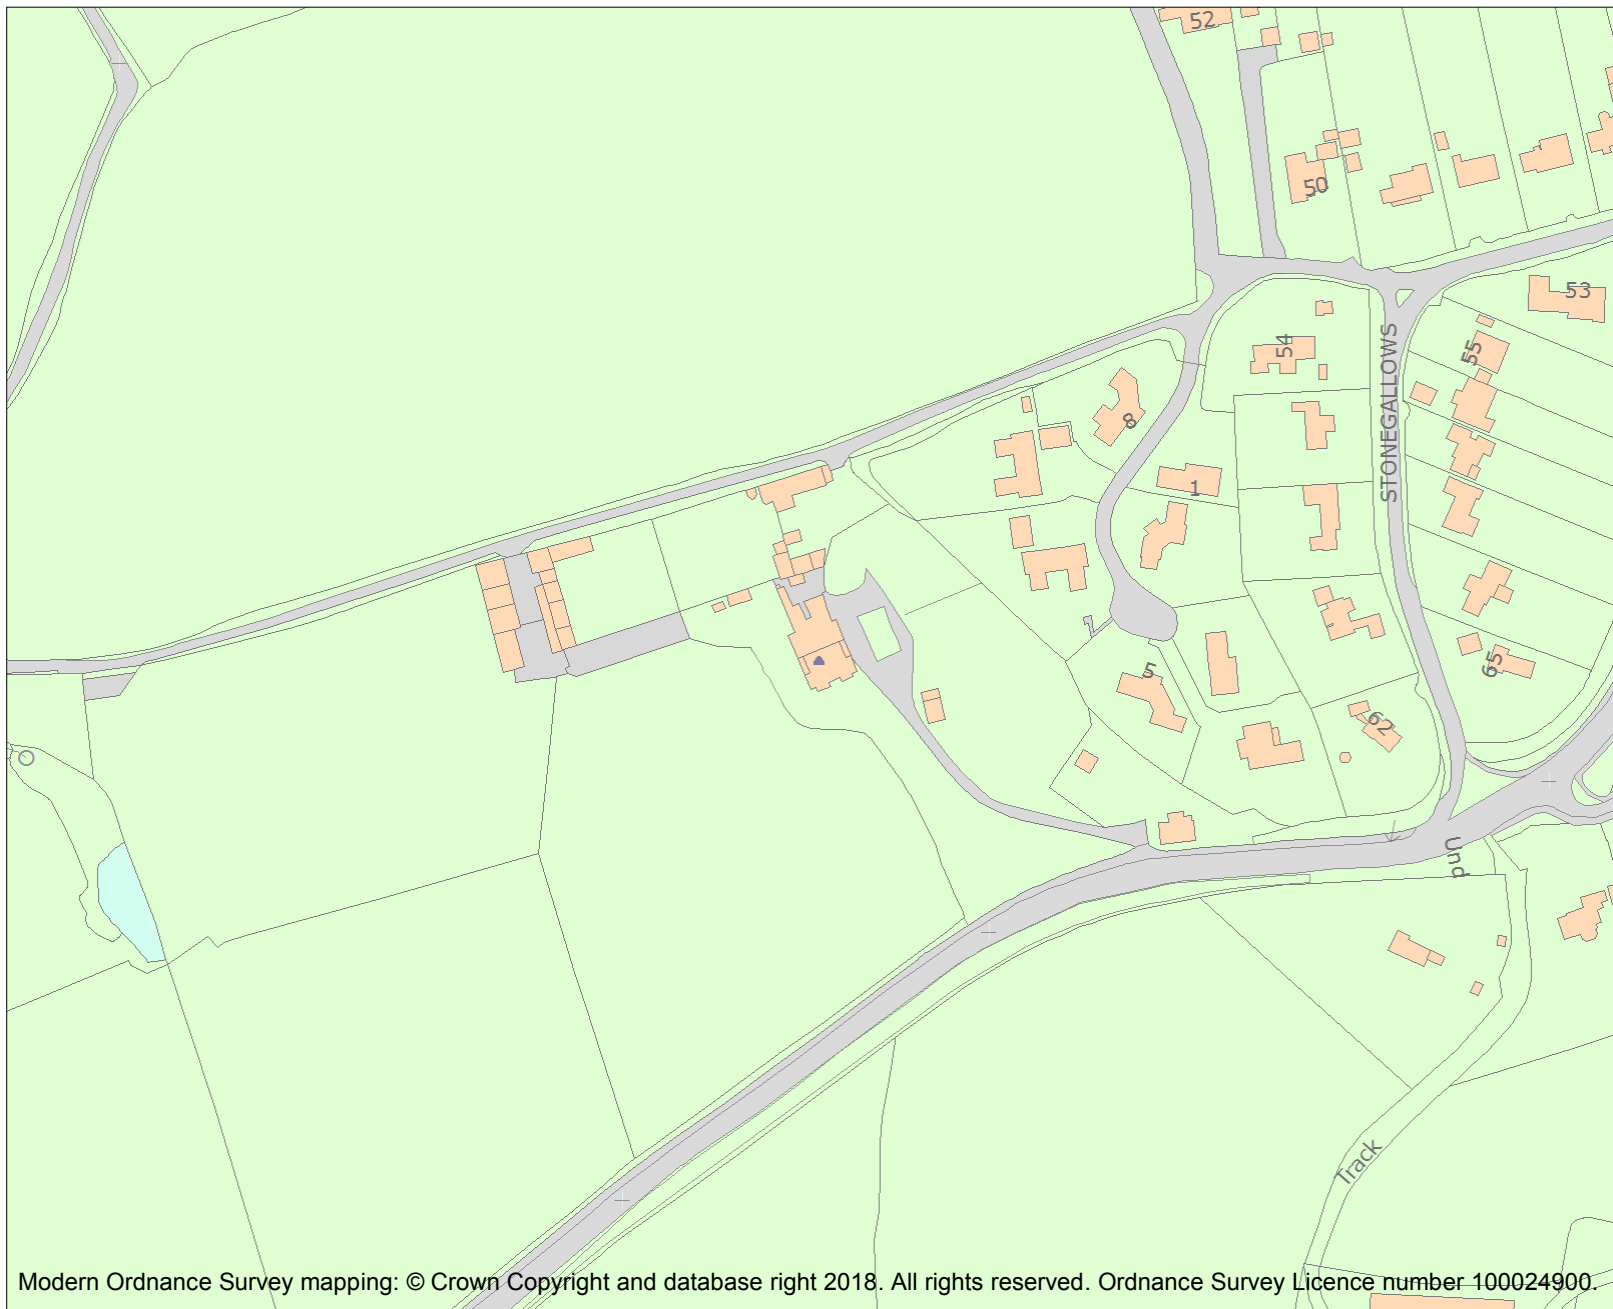 52
50
53
54
55
STONEGALLOWS
8
1
5
65
62
Und
Track
Modern Ordnance Survey mapping: © Crown Copyright and database right 2018. All rights reserved. Ordnance Survey Licence number 100024900.